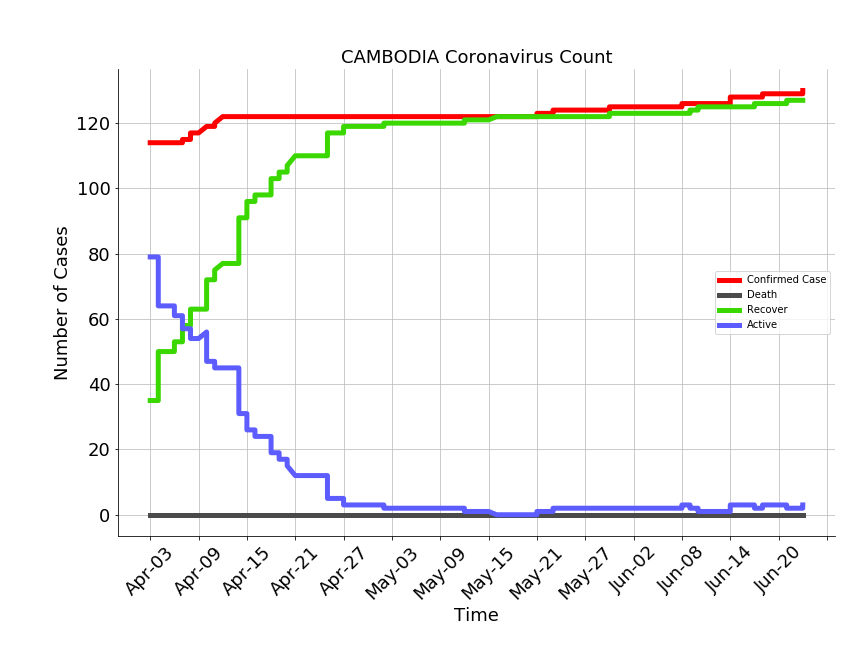 CAMBODIA Coronavirus Count
Number of Cases
120
100
80
60
40
20
0
Confirmed Case
Death
Recover
Active
Apr-03
Apr-09
Apr-15
Apr-21
Apr-27
May-03
May-09
May-15
May-21
May-27
Jun-02
Jun-08
Jun-14
Jun-20
Time